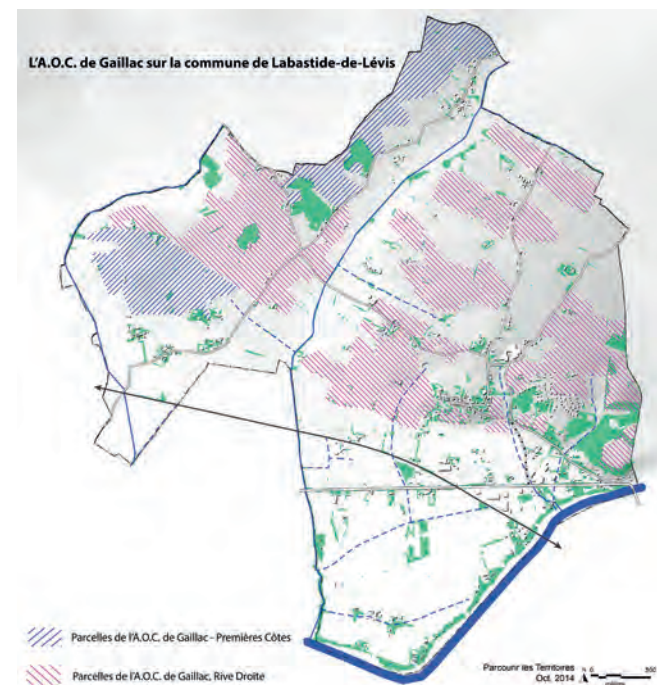 L'A.O.C. de Gaillac sur la commune de Labastide-de-Lévis
Parcelles de l'A.O.C. de Gaillac - Premières Côtes
Parcelles de l'A.O.C. de Gaillac, Rive Droite
Parcourir les Territoires
Oct. 2014
N 0 500